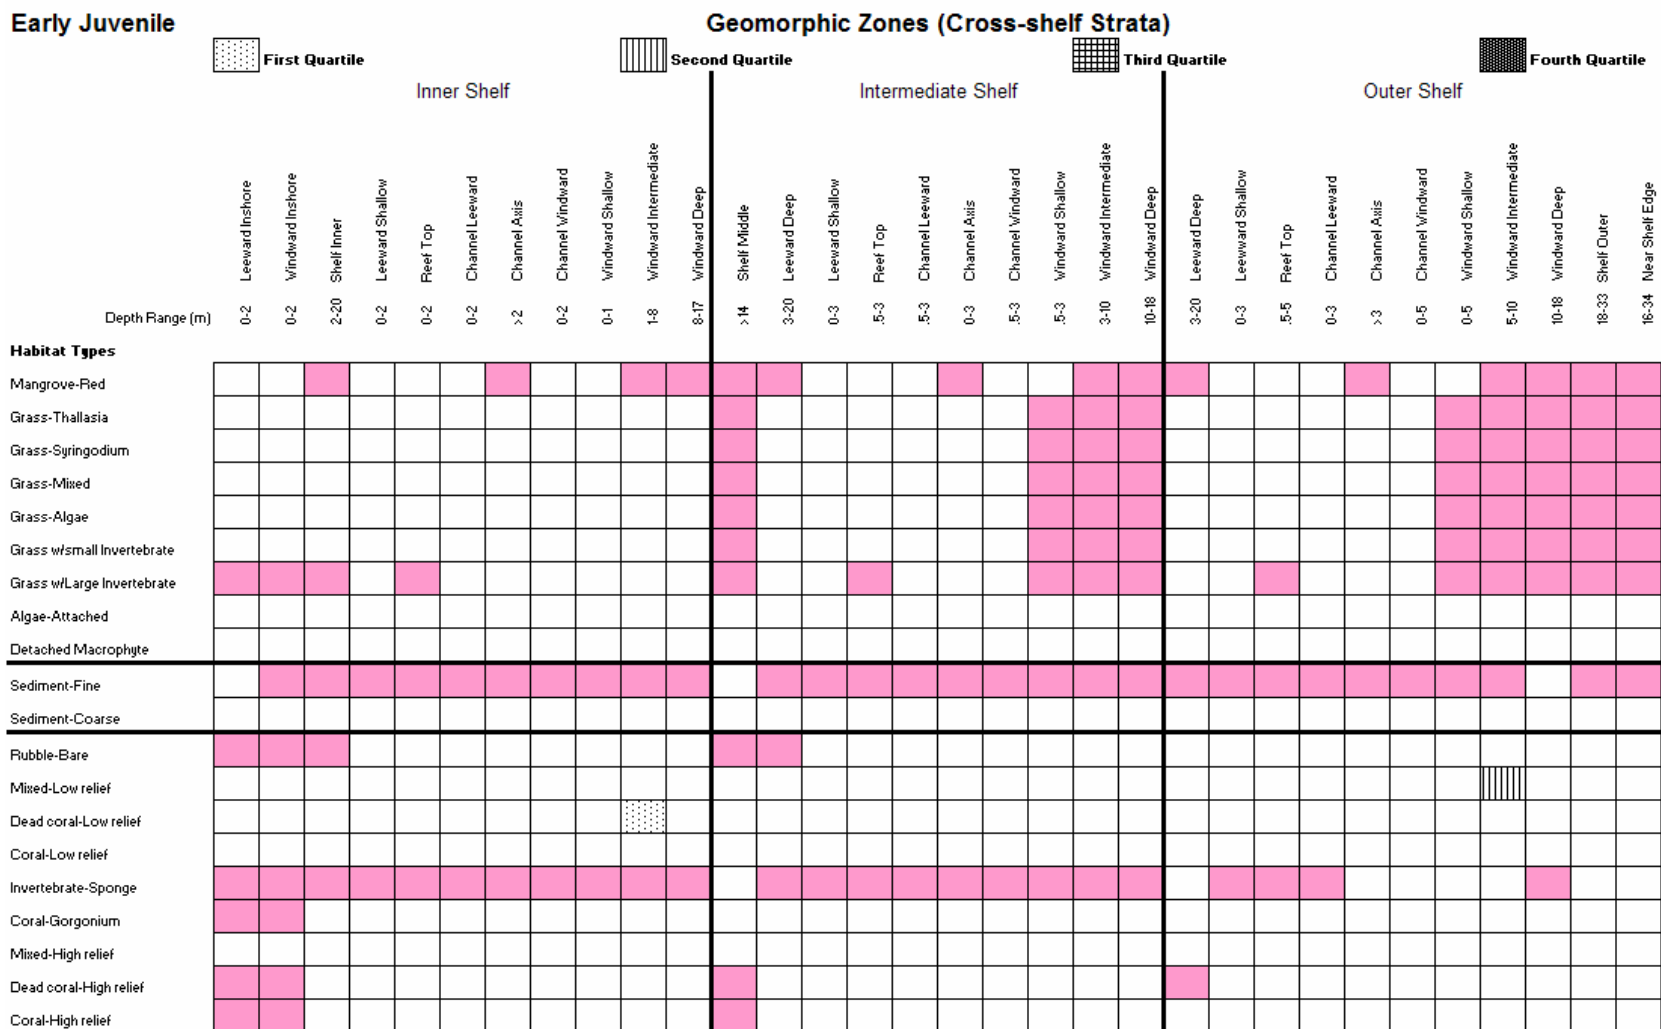 Early Juvenile
Geomorphic Zones (Cross-shelf Strata)
First Quartile
Second Quartile
Third Quartile
Fourth Quartile
Inner Shelf
Intermediate Shelf
Outer Shelf
Leeward Inshore
Windward Inshore
Shelf Inner
Leeward Shallow
Reef Top
Channel Leeward
Channel Axis
Channel Windward
Windward Shallow
Windward Intermediate
Windward Deep
Shelf Middle
Leeward Deep
Leeward Shallow
Reef Top
Channel Leeward
Channel Axis
Channel Windward
Windward Shallow
Windward Intermediate
Windward Deep
Leeward Deep
Leeward Shallow
Reef Top
Channel Leeward
Channel Axis
Channel Windward
Windward Shallow
Windward Intermediate
Windward Deep
Shelf Outer
Near Shelf Edge
Depth Range (m)
0-2
0-2
2-20
0-2
0-2
0-2
>2
0-2
0-1
1-8
8-17
>14
3-20
0-3
.5-3
.5-3
0-3
.5-3
.5-3
3-10
10-18
3-20
0-3
.5-5
0-3
>3
0-5
0-5
5-10
10-18
18-33
16-34
Habitat Types
Mangrove-Red
Grass-Thallasia
Grass-Syringodium
Grass-Mixed
Grass-Algae
Grass w/small Invertebrate
Grass w/Large Invertebrate
Algae-Attached
Detached Macrophyte
Sediment-Fine
Sediment-Coarse
Rubble-Bare
Mixed-Low relief
Dead coral-Low relief
Coral-Low relief
Invertebrate-Sponge
Coral-Gorgonium
Mixed-High relief
Dead coral-High relief
Coral-High relief